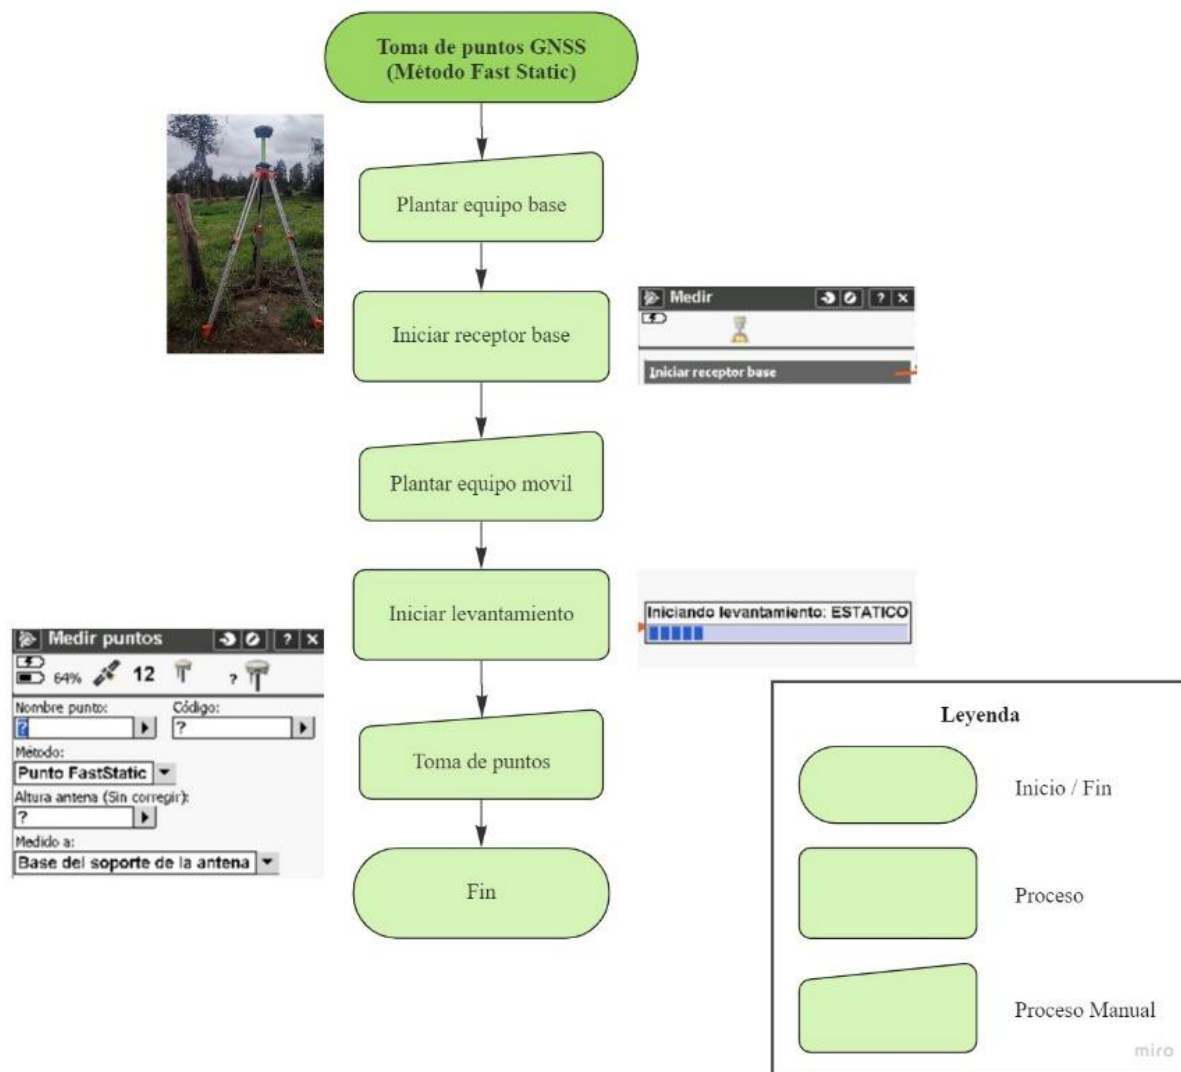 Toma de puntos GNSS
(Método Fast Static)
Plantar equipo base
Iniciar receptor base
Medir
? ×
Iniciar receptor base
Plantar equipo movil
Iniciar levantamiento
Iniciando levantamiento: ESTATICO
Medir puntos
? ×
64% 12 ?
Nombre punto: Código:
? ?
Método:
Punto FastStatic
Altura antena (Sin corregir):
?
Medido a:
Base del soporte de la antena
Toma de puntos
Fin
Leyenda
Inicio / Fin
Proceso
Proceso Manual
miro